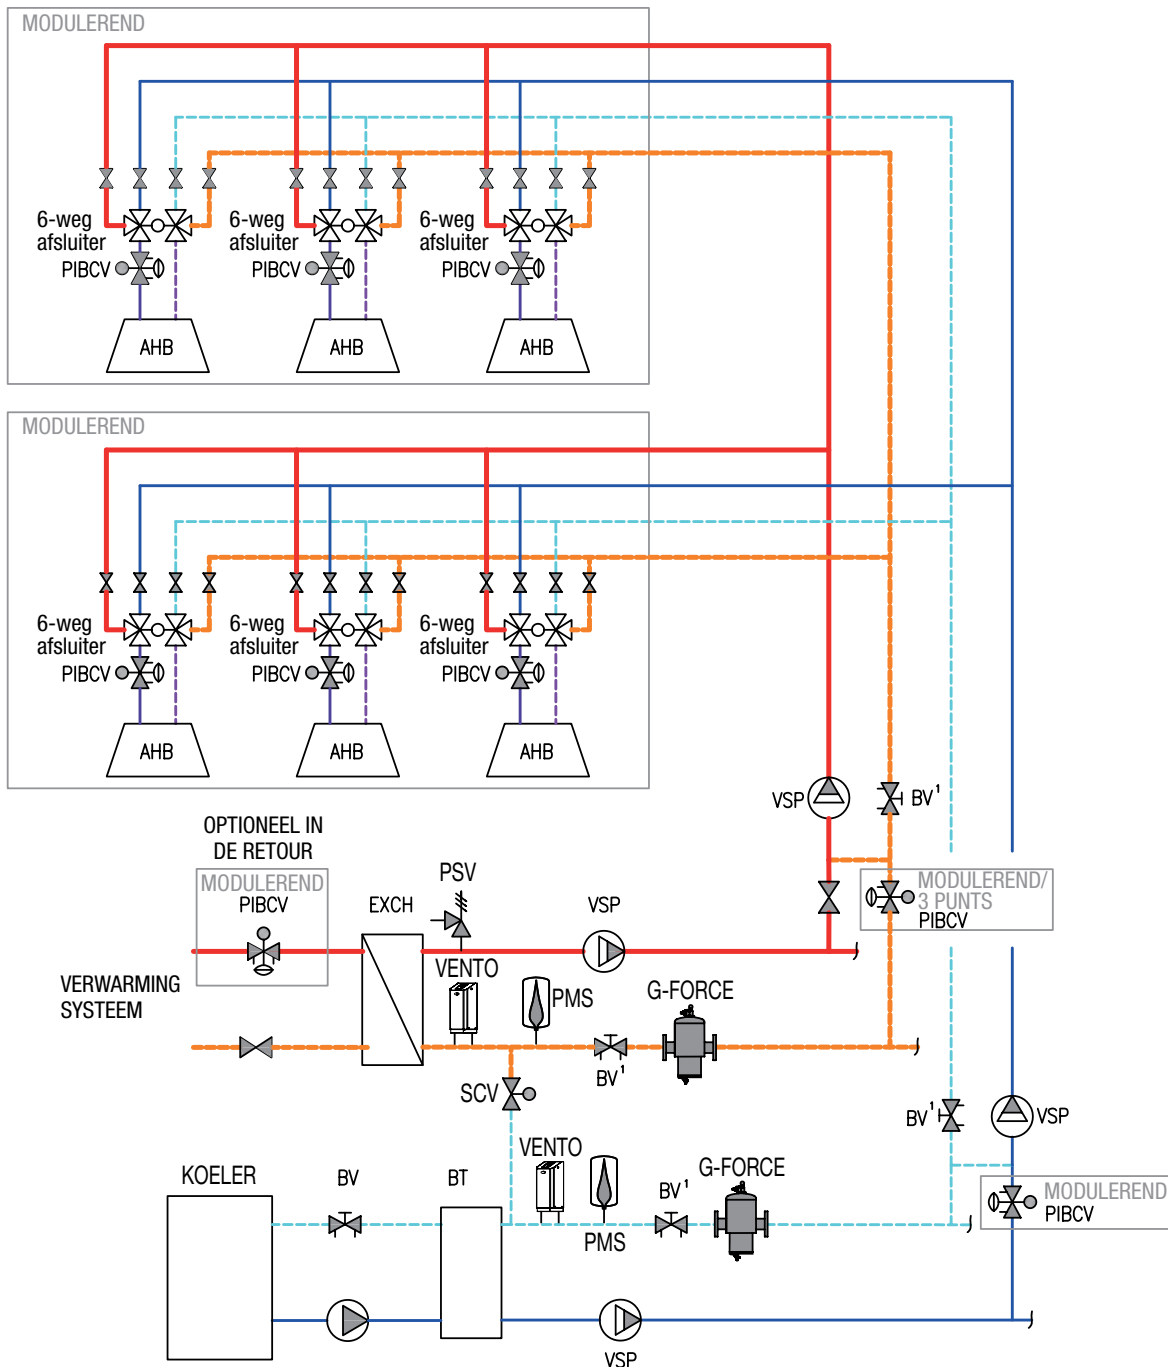 MODULEREND
6-weg
afsluiter
PIBCV
6-weg
afsluiter
PIBCV
6-weg
afsluiter
PIBCV
AHB
AHB
AHB
MODULEREND
6-weg
afsluiter
PIBCV
6-weg
afsluiter
PIBCV
6-weg
afsluiter
PIBCV
AHB
AHB
AHB
VSP
BV¹
OPTIONEEL IN
DE RETOUR
MODULEREND
PIBCV
EXCH
PSV
VSP
MODULEREND/
3 PUNTS
PIBCV
VERWARMING
SYSTEEM
VENTO
PMS
G-FORCE
BV¹
SCV
BV¹
VSP
KOELER
BV
BT
VENTO
PMS
BV¹
G-FORCE
MODULEREND
PIBCV
VSP